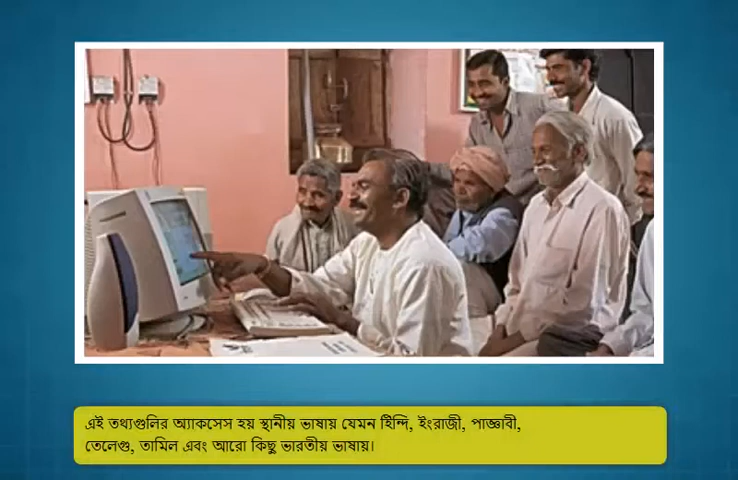 এই তথ্যগুলির অ্যাকসেস হয় স্থানীয় ভাষায় যেমন হিন্দি, ইংরাজী, পাজ্ঞাবী,
তেলেগু, তামিল এবং আরো কিছু ভারতীয় ভাষায়।